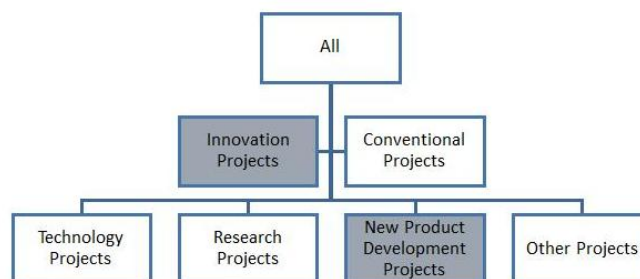 All
Innovation
Projects
Conventional
Projects
Technology
Projects
Research
Projects
New Product
Development
Projects
Other Projects